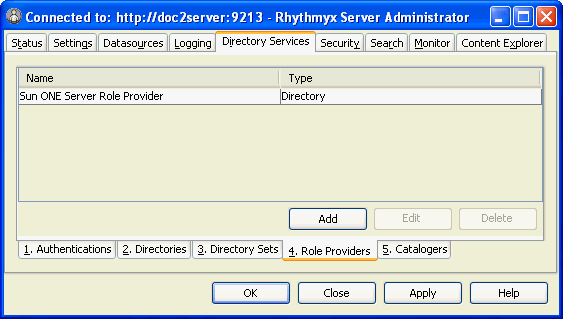 Connected to: http://doc2server:9213 - Rhythmyx Server Administrator
Status Settings Datasources Logging Directory Services Security Search Monitor Content Explorer
Name Type
Sun ONE Server Role Provider Directory
Add Edit Delete
1. Authentications 2. Directories 3. Directory Sets 4. Role Providers 5. Catalogers
OK Close Apply Help